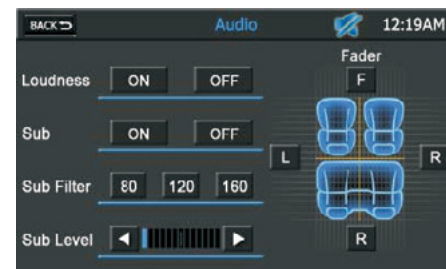 BACK Audio 12:19AM
Fader
F
Loudness ON OFF
Sub ON OFF
L R
Sub Filter 80 120 160
Sub Level R